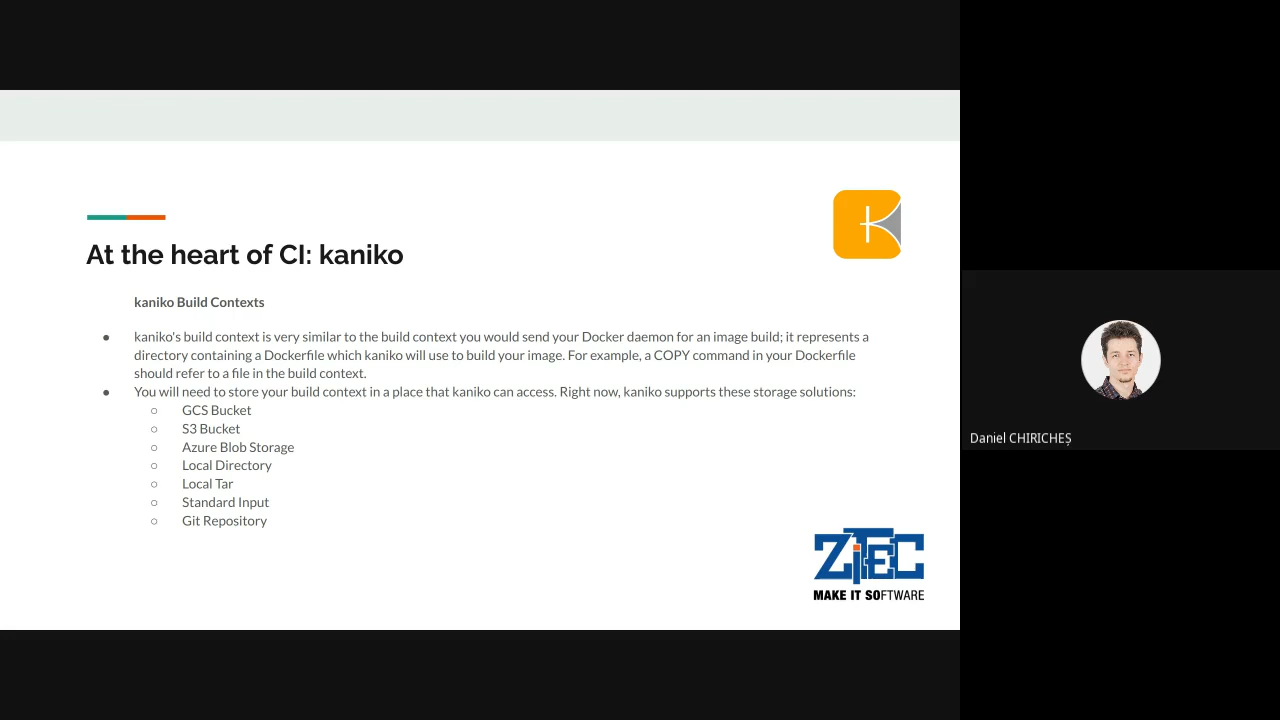 At the heart of CI: kaniko
kaniko Build Contexts
● kaniko's build context is very similar to the build context you would send your Docker daemon for an image build; it represents a
directory containing a Dockerfile which kaniko will use to build your image. For example, a COPY command in your Dockerfile
should refer to a file in the build context.
● You will need to store your build context in a place that kaniko can access. Right now, kaniko supports these storage solutions:
○ GCS Bucket
○ S3 Bucket
○ Azure Blob Storage
○ Local Directory
○ Local Tar
○ Standard Input
○ Git Repository
ZiTEC
MAKE IT SOFTWARE
Daniel CHIRICHEȘ